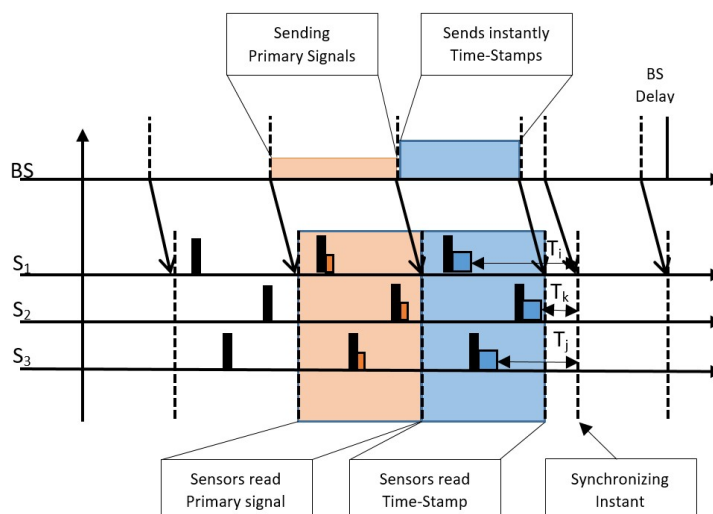 Sending
Primary Signals
Sends instantly
Time-Stamps
BS
Delay
BS
S1
Ti
S2
Tk
S3
Tj
Sensors read
Primary signal
Sensors read
Time-Stamp
Synchronizing
Instant